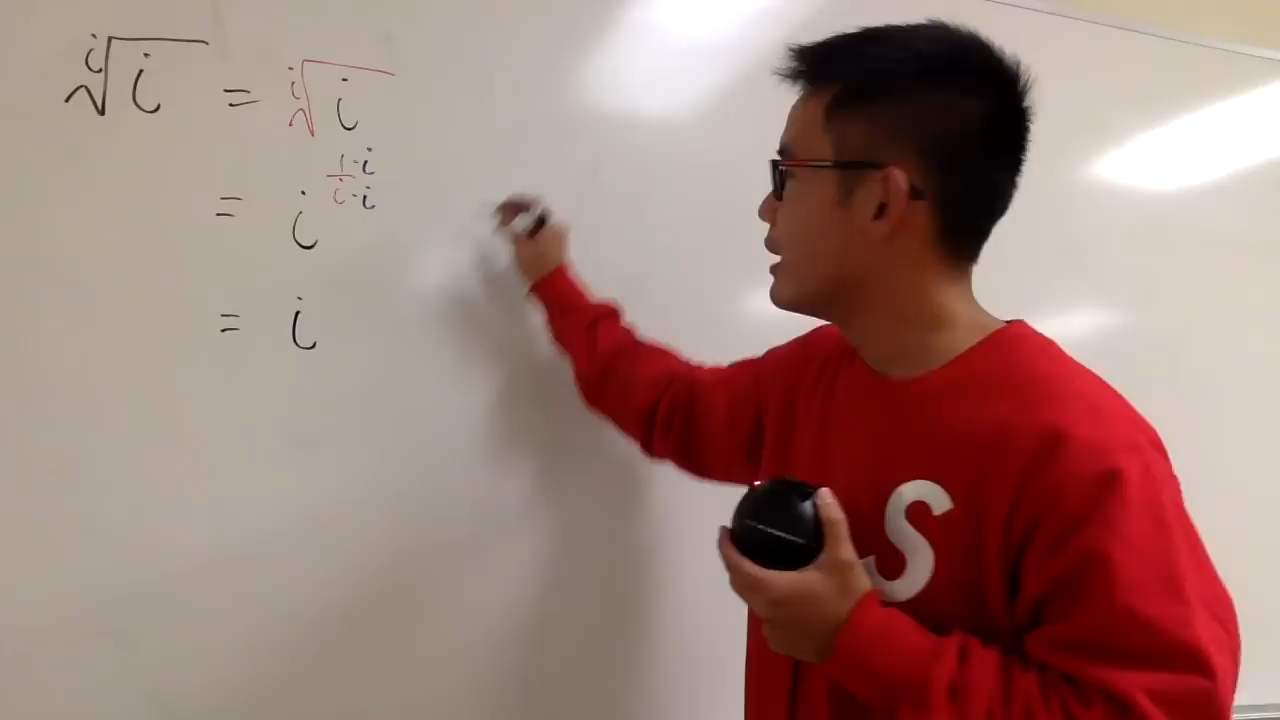 ⁱ√i = ⁱ√i
= i^((1·i)/(i·i))
= i
S